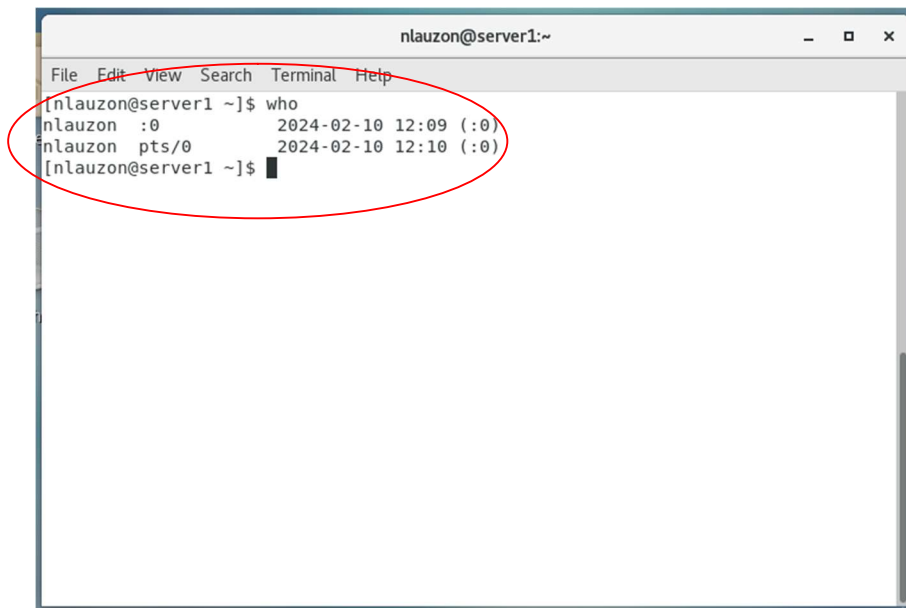 nlauzon@server1:~
File Edit View Search Terminal Help
[nlauzon@server1 ~]$ who
nlauzon  :0           2024-02-10 12:09 (:0)
nlauzon  pts/0        2024-02-10 12:10 (:0)
[nlauzon@server1 ~]$